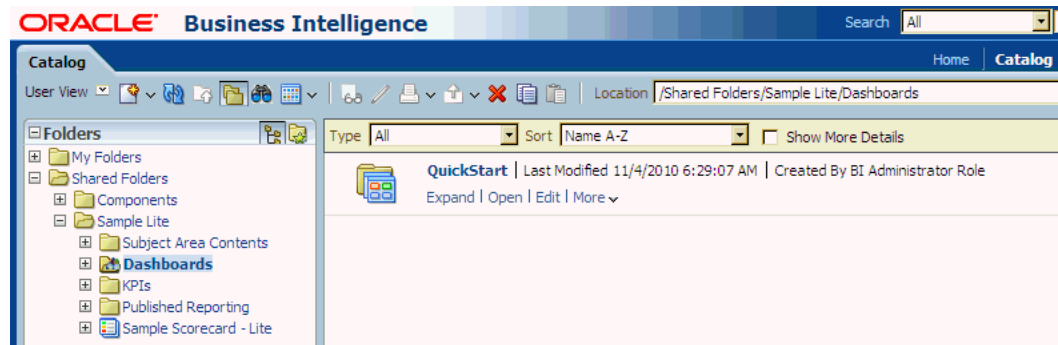 ORACLE Business Intelligence Search All
Catalog Home Catalog
User View Location /Shared Folders/Sample Lite/Dashboards
Folders
My Folders
Shared Folders
Components
Sample Lite
Subject Area Contents
Dashboards
KPIs
Published Reporting
Sample Scorecard - Lite
Type All Sort Name A-Z Show More Details
QuickStart | Last Modified 11/4/2010 6:29:07 AM | Created By BI Administrator Role
Expand | Open | Edit | More